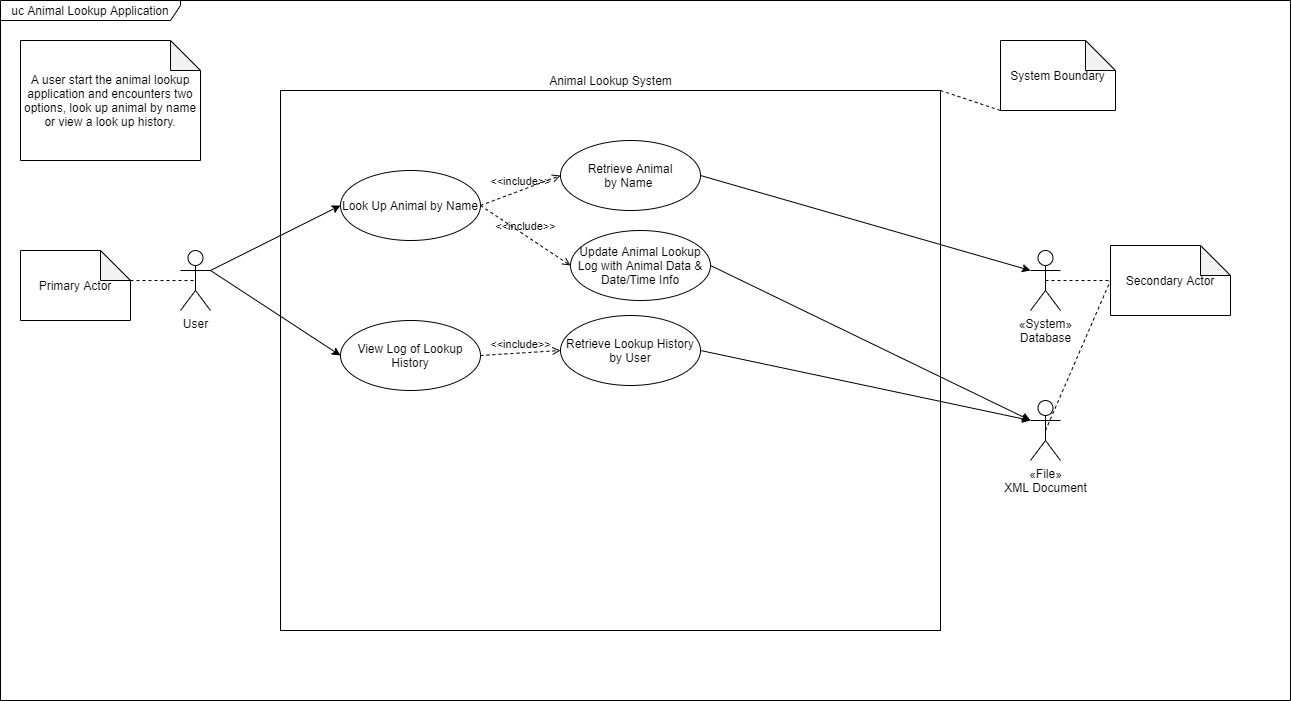 uc Animal Lookup Application
A user start the animal lookup
application and encounters two
options, look up animal by name
or view a look up history.
Animal Lookup System
System Boundary
Retrieve Animal
by Name
<<include>>
Look Up Animal by Name
<<include>>
Update Animal Lookup
Log with Animal Data &
Date/Time Info
Primary Actor
User
Secondary Actor
«System»
Database
View Log of Lookup
History
<<include>>
Retrieve Lookup History
by User
«File»
XML Document